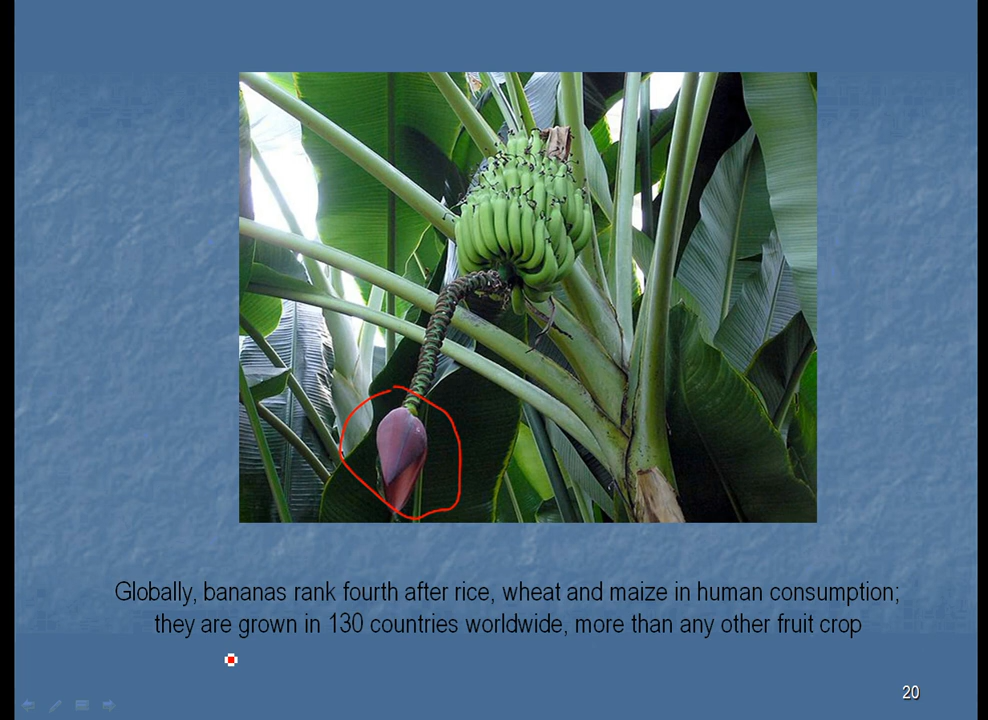 Globally, bananas rank fourth after rice, wheat and maize in human consumption;
they are grown in 130 countries worldwide, more than any other fruit crop
20